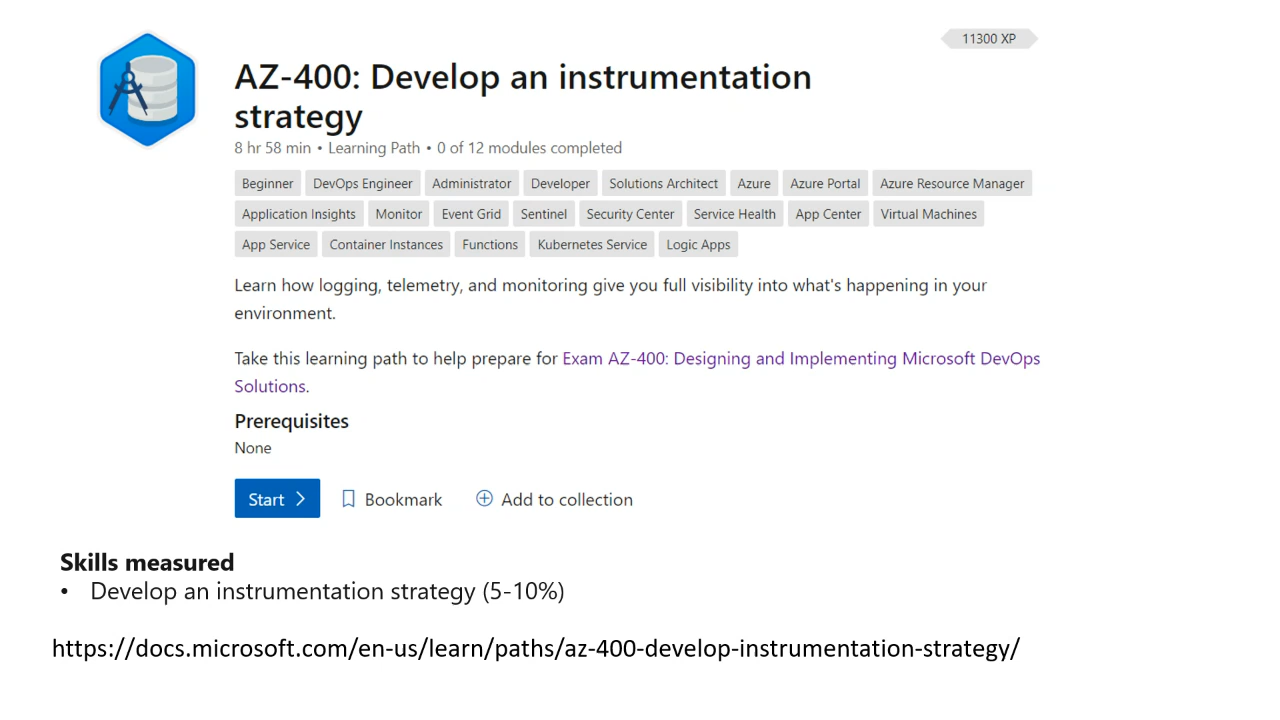 11300 XP
AZ-400: Develop an instrumentation
strategy
8 hr 58 min • Learning Path • 0 of 12 modules completed
Beginner DevOps Engineer Administrator Developer Solutions Architect Azure Azure Portal Azure Resource Manager
Application Insights Monitor Event Grid Sentinel Security Center Service Health App Center Virtual Machines
App Service Container Instances Functions Kubernetes Service Logic Apps
Learn how logging, telemetry, and monitoring give you full visibility into what's happening in your
environment.
Take this learning path to help prepare for Exam AZ-400: Designing and Implementing Microsoft DevOps
Solutions.
Prerequisites
None
Start Bookmark Add to collection
Skills measured
• Develop an instrumentation strategy (5-10%)
https://docs.microsoft.com/en-us/learn/paths/az-400-develop-instrumentation-strategy/